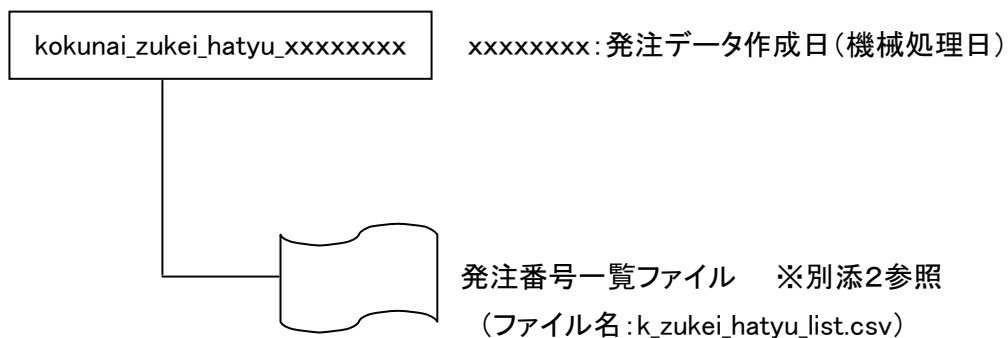 kokunai_zukei_hatyu_xxxxxxxx
xxxxxxxx:発注データ作成日(機械処理日)
発注番号一覧ファイル ※別添2参照
(ファイル名:k_zukei_hatyu_list.csv)